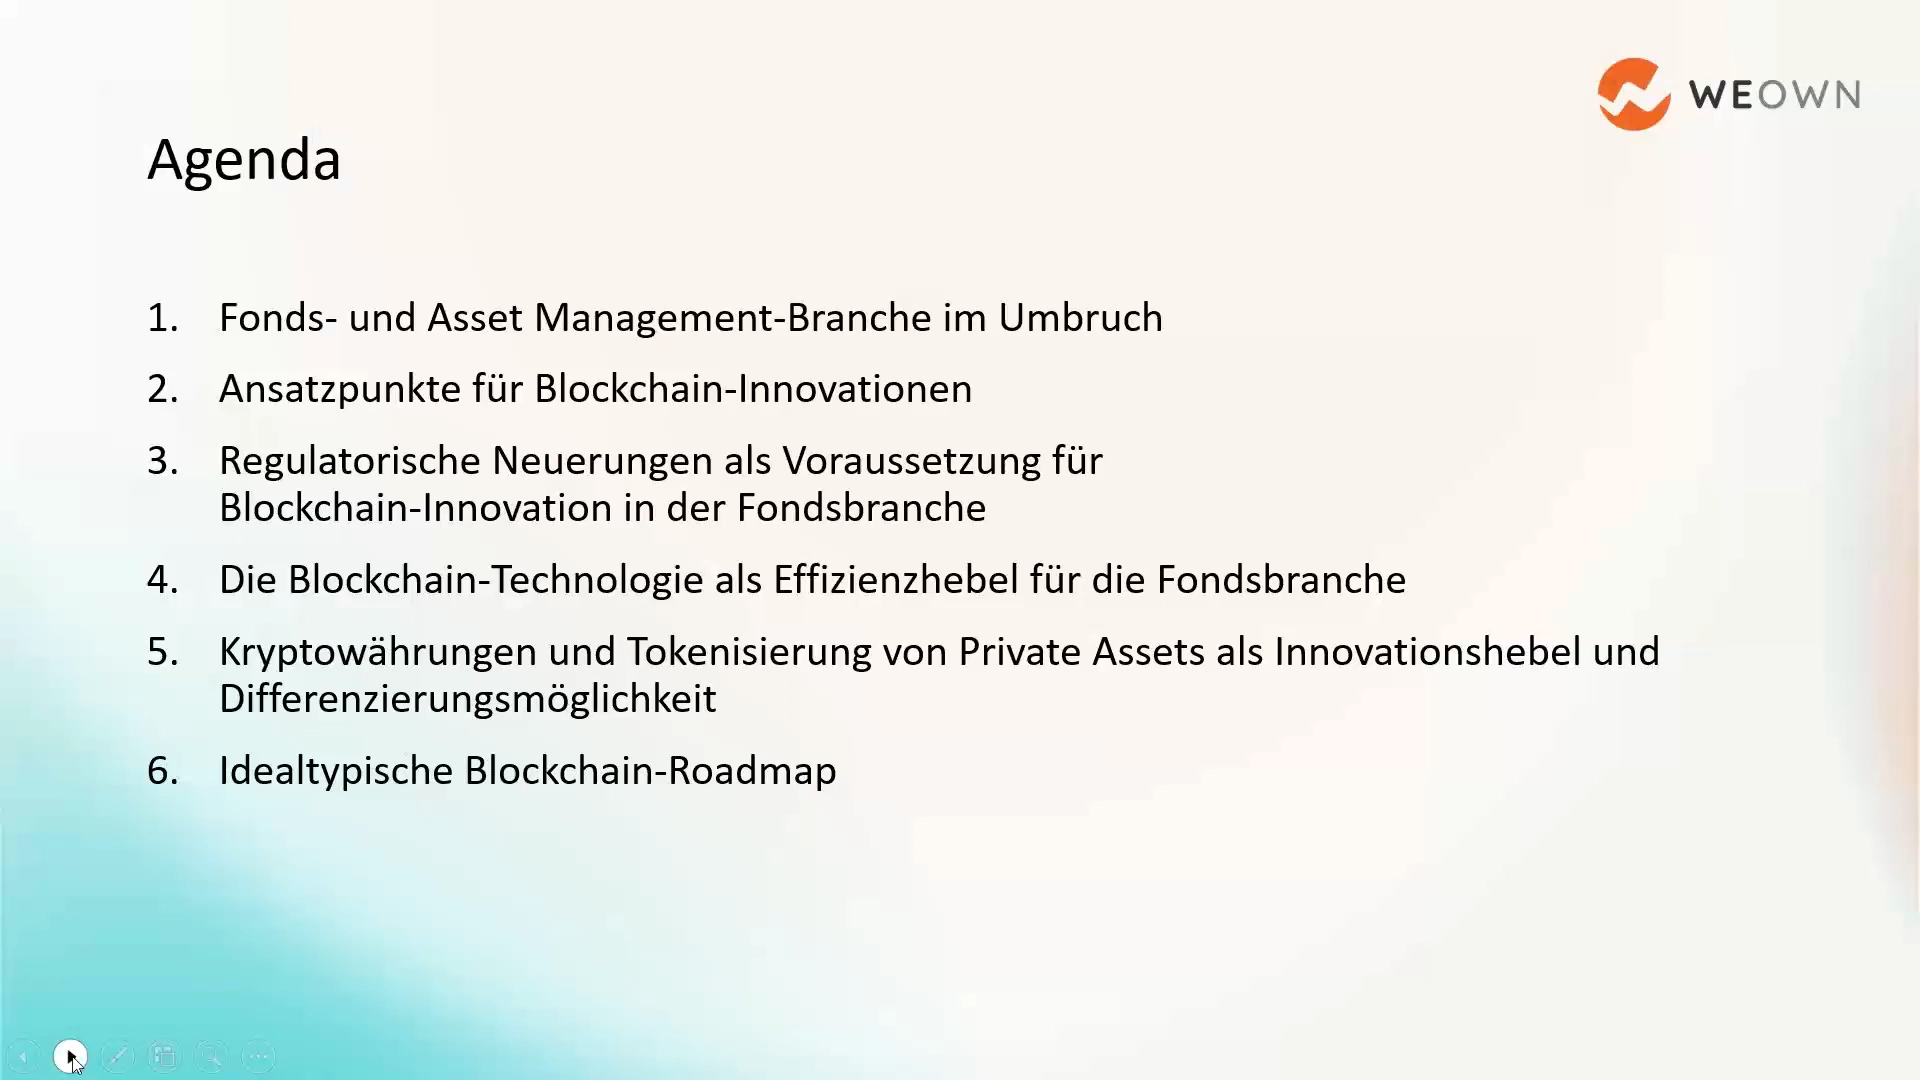 WEOWN
Agenda
1. Fonds- und Asset Management-Branche im Umbruch
2. Ansatzpunkte für Blockchain-Innovationen
3. Regulatorische Neuerungen als Voraussetzung für
Blockchain-Innovation in der Fondsbranche
4. Die Blockchain-Technologie als Effizienzhebel für die Fondsbranche
5. Kryptowährungen und Tokenisierung von Private Assets als Innovationshebel und
Differenzierungsmöglichkeit
6. Idealtypische Blockchain-Roadmap